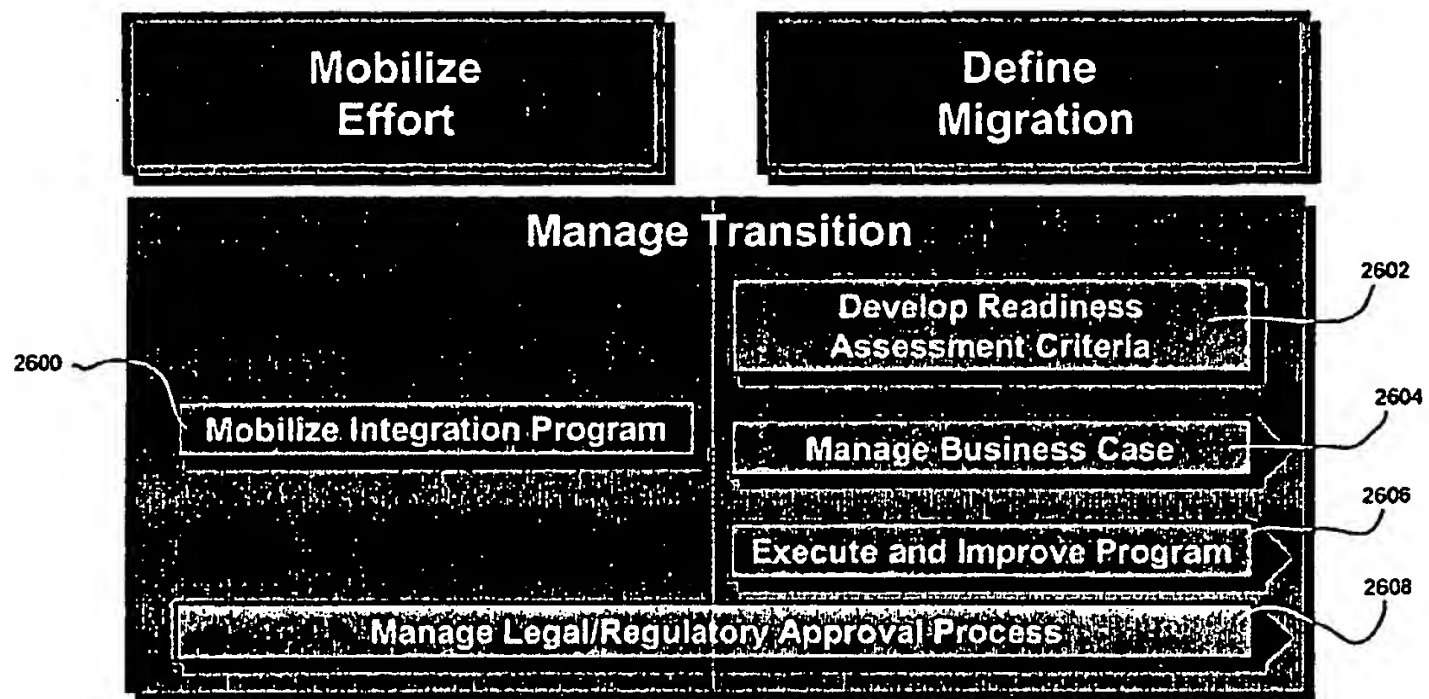 Mobilize
Effort
Define
Migration
Manage Transition
2602
Develop Readiness
Assessment Criteria
2600
2604
Mobilize Integration Program
Manage Business Case
2606
Execute and Improve Program
2608
Manage Legal/Regulatory Approval Process